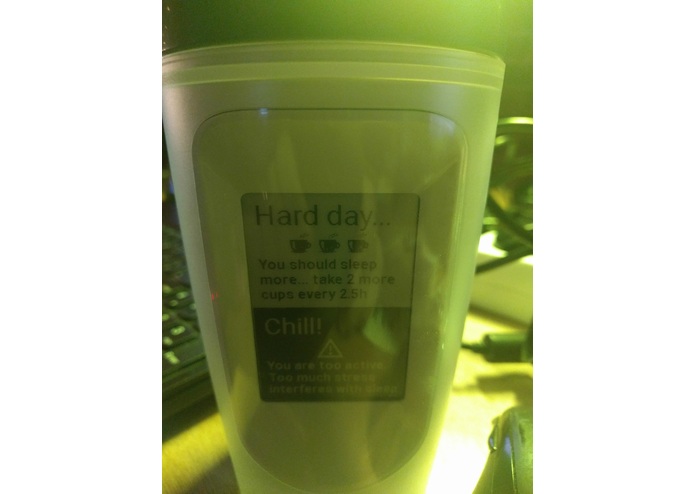 Hard day...
You should sleep
more... take 2 more
cups every 2.5h
Chill!
You are too active.
Too much stress
interferes with sleep